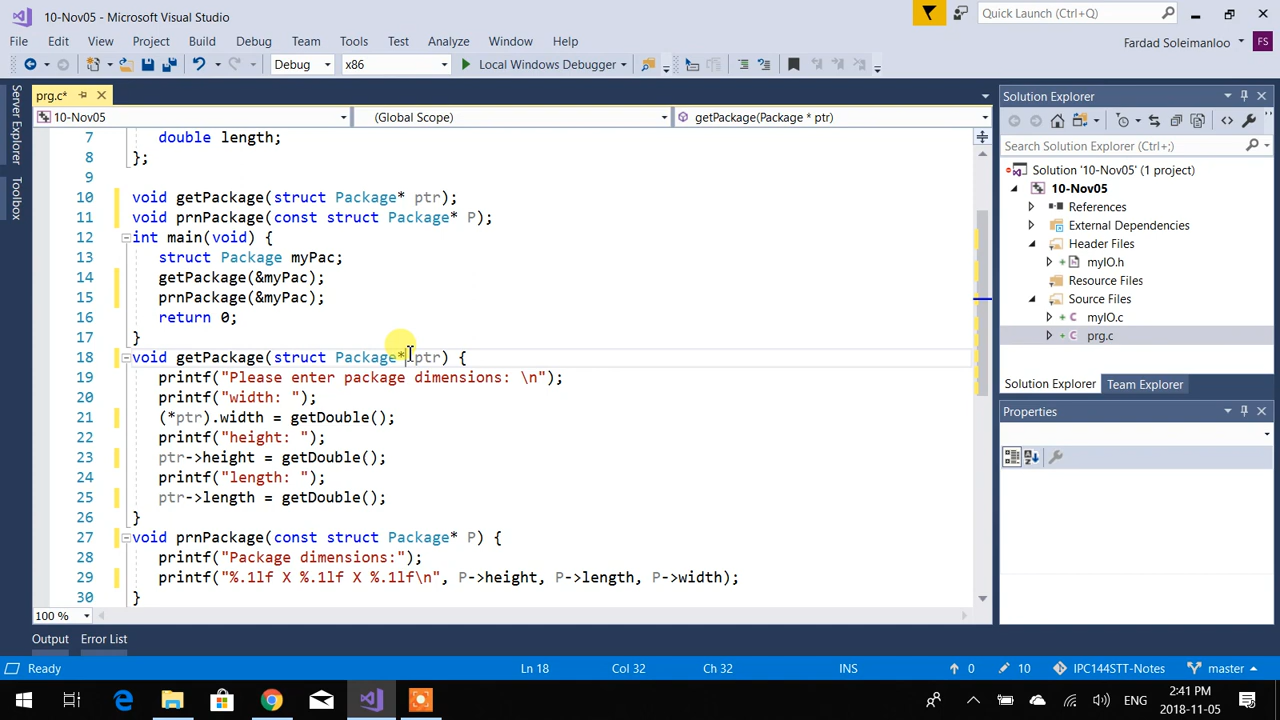 10-Nov05 - Microsoft Visual Studio
Quick Launch (Ctrl+Q)
File Edit View Project Build Debug Team Tools Test Analyze Window Help
Fardad Soleimanloo FS
Debug x86 Local Windows Debugger
Server Explorer
Toolbox
prg.c*
10-Nov05 (Global Scope) getPackage(Package * ptr)
7 double length;
8 };
9
10 void getPackage(struct Package* ptr);
11 void prnPackage(const struct Package* P);
12 int main(void) {
13 struct Package myPac;
14 getPackage(&myPac);
15 prnPackage(&myPac);
16 return 0;
17 }
18 void getPackage(struct Package* ptr) {
19 printf("Please enter package dimensions: \n");
20 printf("width: ");
21 (*ptr).width = getDouble();
22 printf("height: ");
23 ptr->height = getDouble();
24 printf("length: ");
25 ptr->length = getDouble();
26 }
27 void prnPackage(const struct Package* P) {
28 printf("Package dimensions:");
29 printf("%.1lf X %.1lf X %.1lf\n", P->height, P->length, P->width);
30 }
100 %
Solution Explorer
Search Solution Explorer (Ctrl+;)
Solution '10-Nov05' (1 project)
10-Nov05
References
External Dependencies
Header Files
myIO.h
Resource Files
Source Files
myIO.c
prg.c
Solution Explorer Team Explorer
Properties
Output Error List
Ready Ln 18 Col 32 Ch 32 INS 0 10 IPC144STT-Notes master
ENG
2:41 PM
2018-11-05